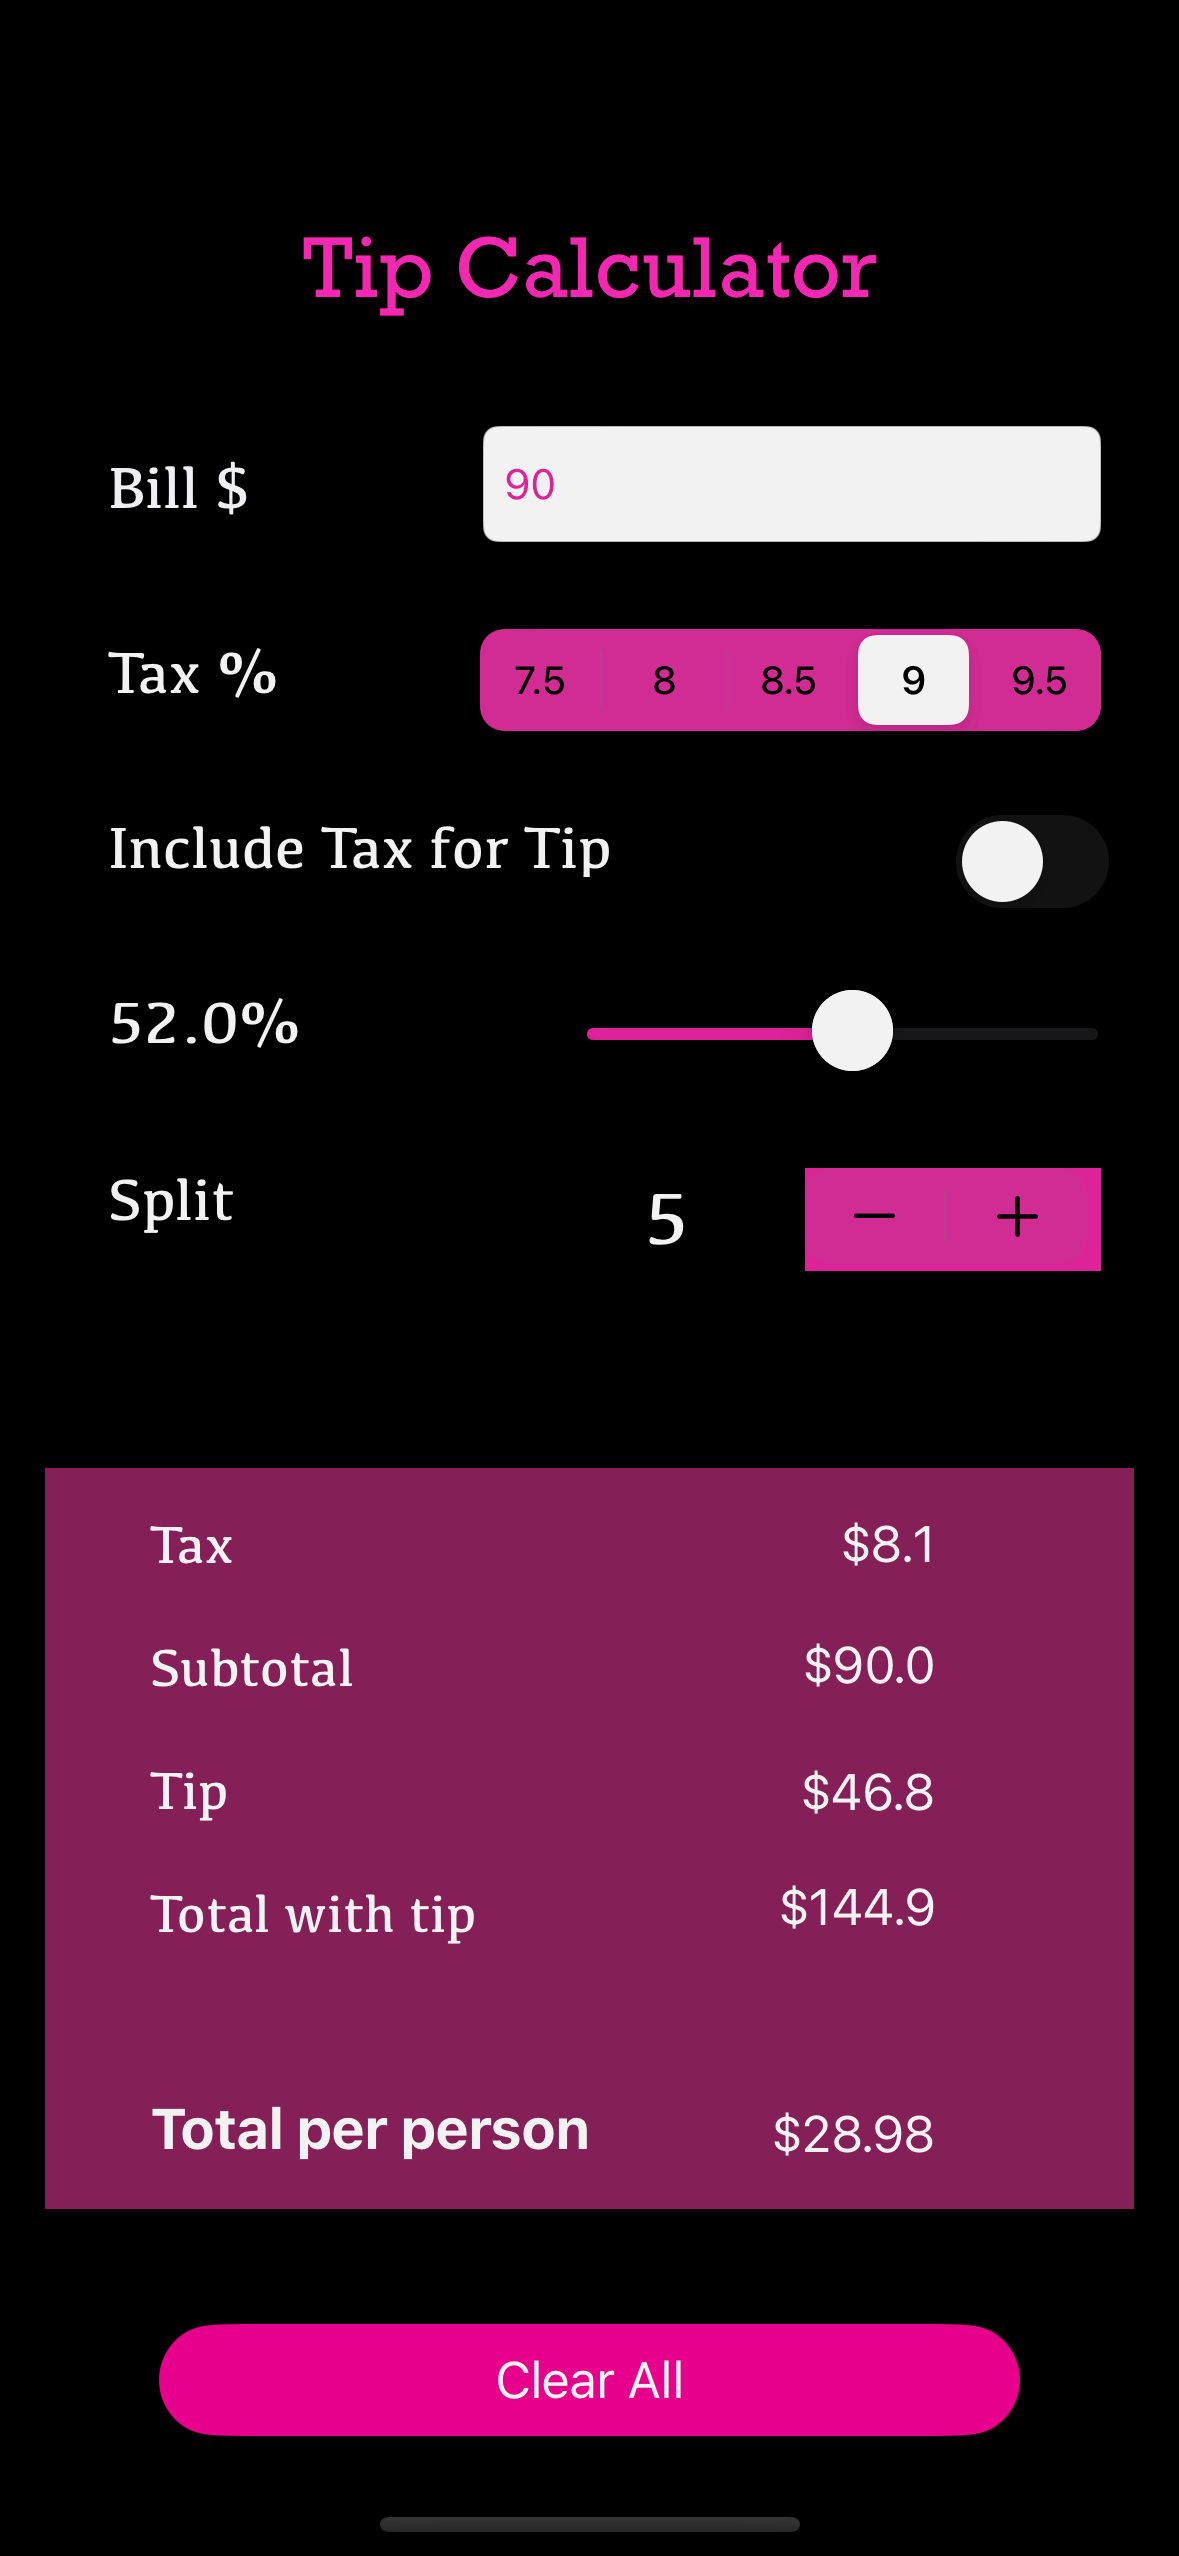 Tip Calculator
Bill $ 90
Tax % 7.5 8 8.5 9 9.5
Include Tax for Tip
52.0%
Split 5 − +
Tax $8.1
Subtotal $90.0
Tip $46.8
Total with tip $144.9
Total per person $28.98
Clear All